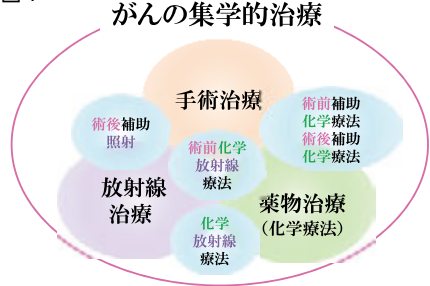 がんの集学的治療
手術治療
術後補助
照射
術前補助
化学療法
術後補助
化学療法
術前化学
放射線
療法
放射線
治療
薬物治療
（化学療法）
化学
放射線
療法